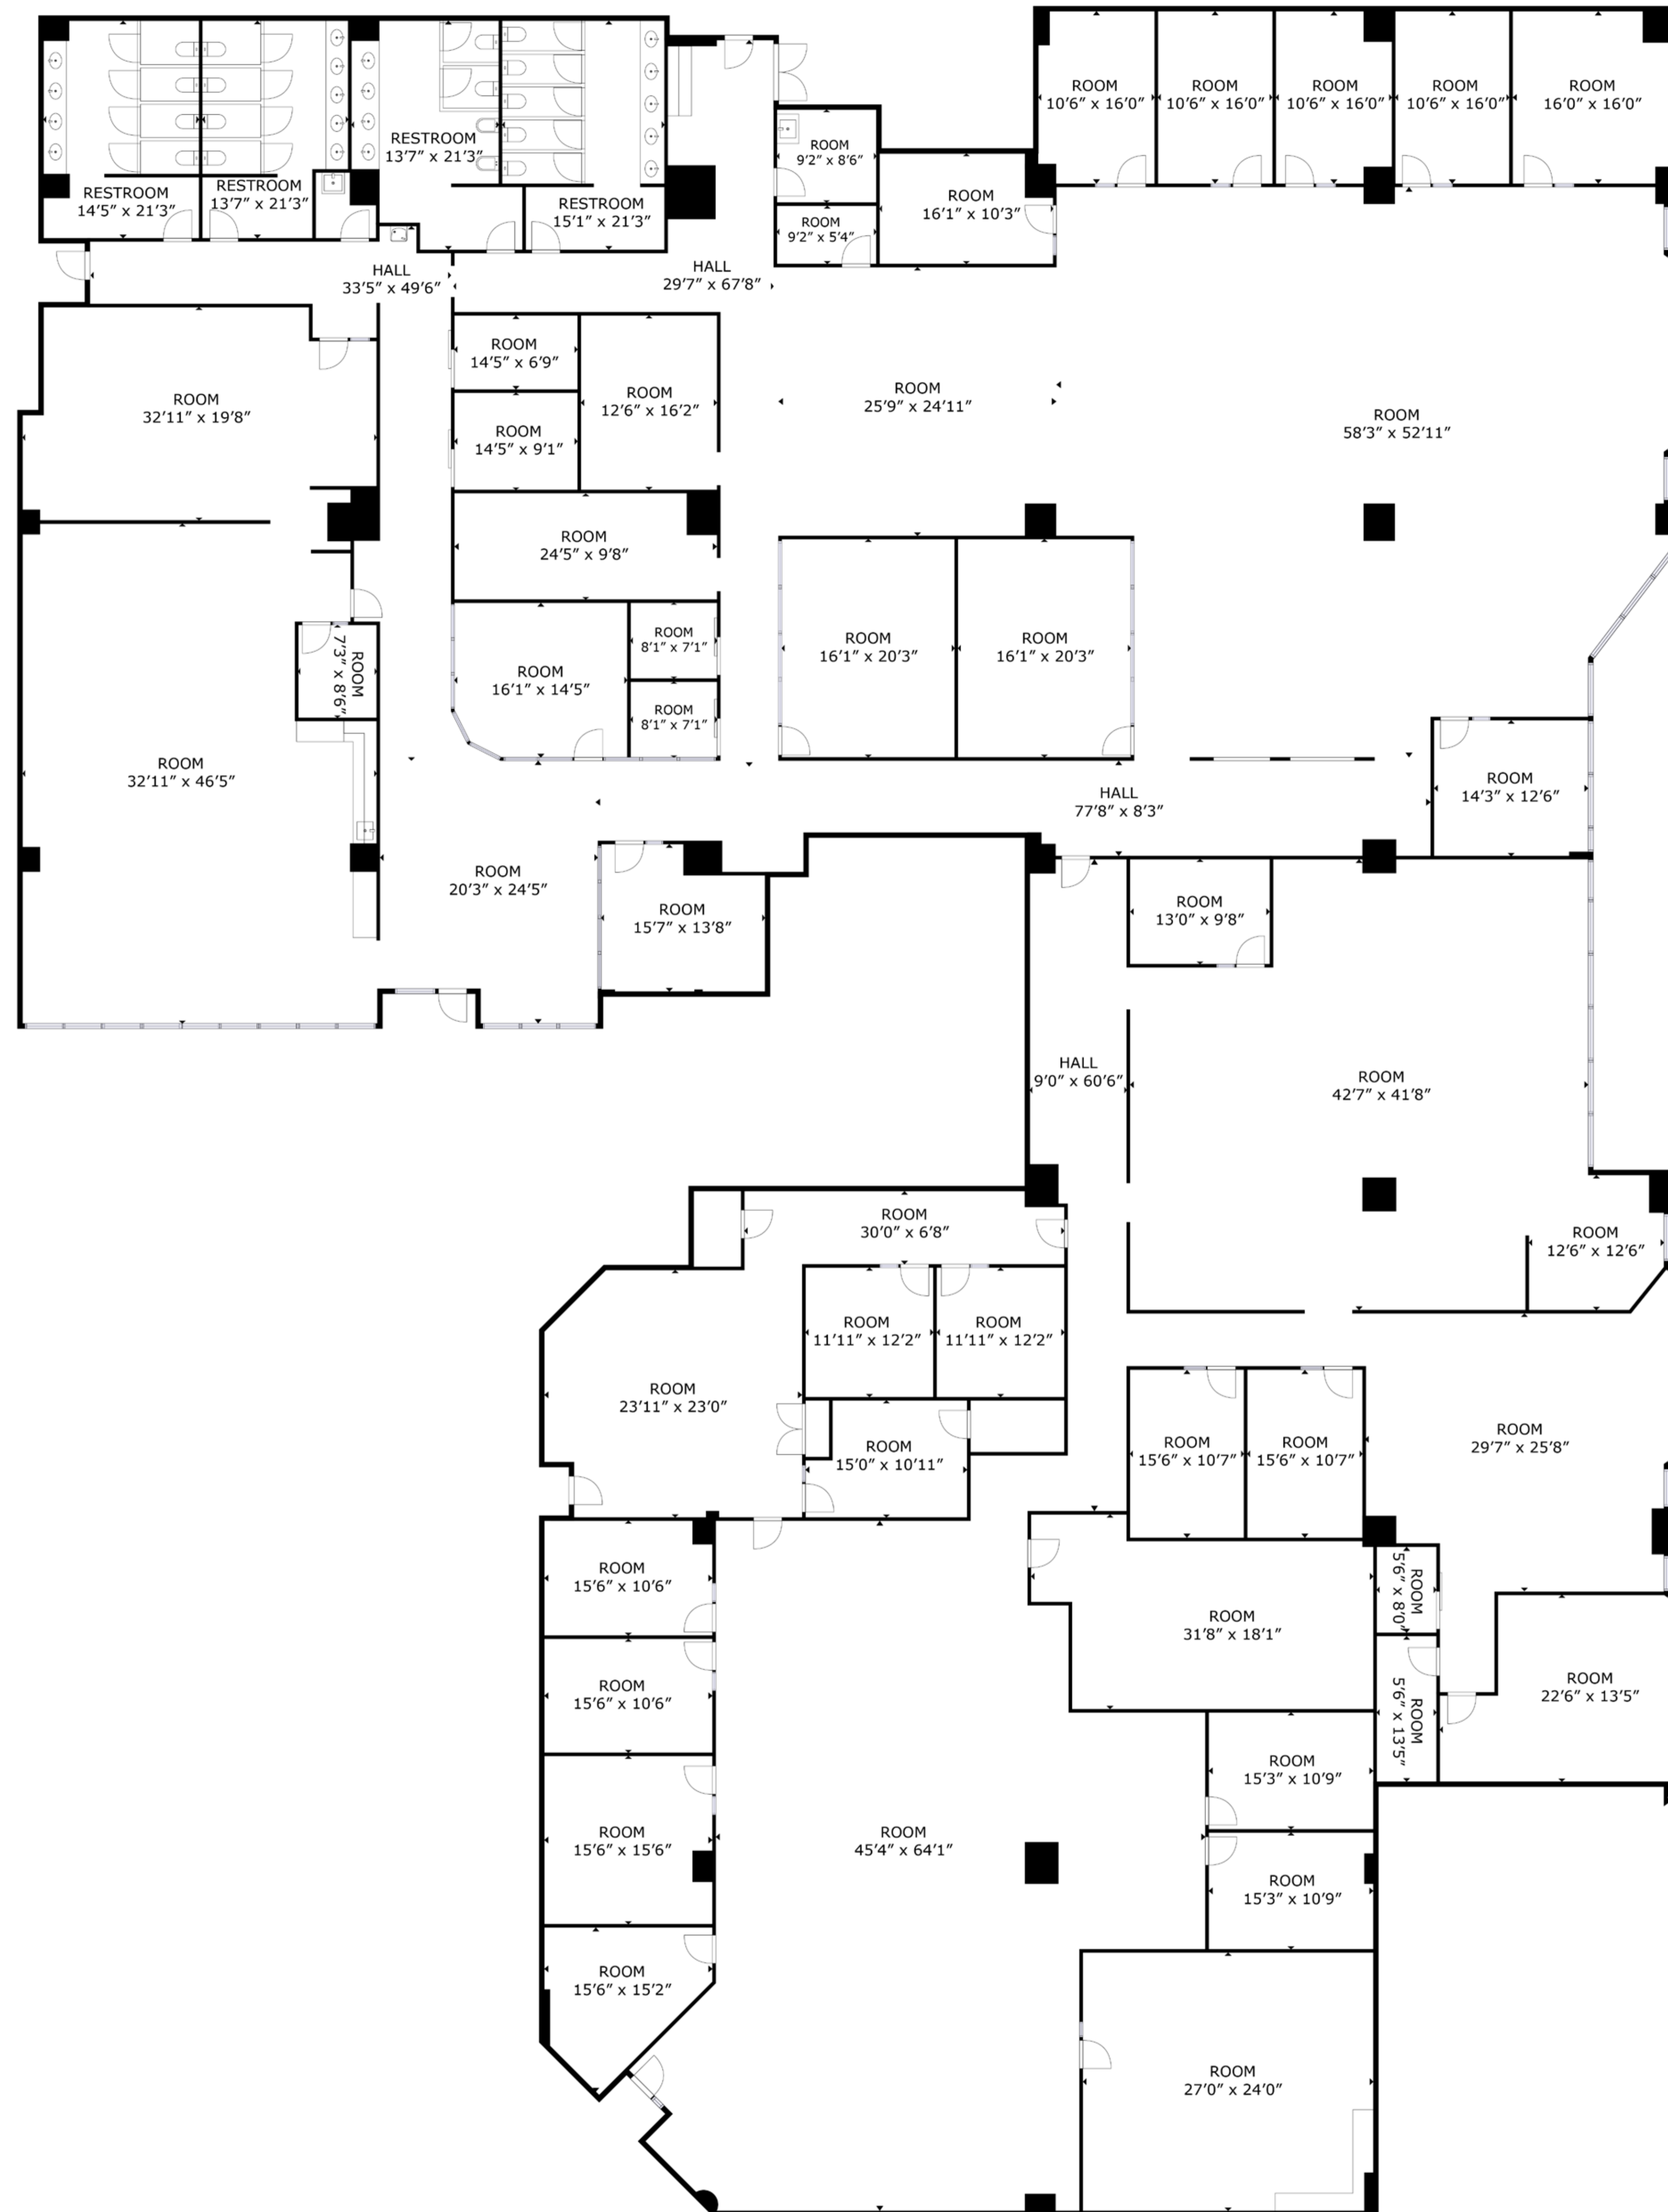 ROOM
10'6" x 16'0"
ROOM
10'6" x 16'0"
ROOM
10'6" x 16'0"
ROOM
10'6" x 16'0"
ROOM
16'0" x 16'0"
RESTROOM
13'7" x 21'3"
ROOM
9'2" x 8'6"
RESTROOM
14'5" x 21'3"
RESTROOM
13'7" x 21'3"
RESTROOM
15'1" x 21'3"
ROOM
16'1" x 10'3"
ROOM
9'2" x 5'4"
HALL
33'5" x 49'6"
HALL
29'7" x 67'8"
ROOM
14'5" x 6'9"
ROOM
32'11" x 19'8"
ROOM
12'6" x 16'2"
ROOM
25'9" x 24'11"
ROOM
58'3" x 52'11"
ROOM
14'5" x 9'1"
ROOM
24'5" x 9'8"
ROOM
8'1" x 7'1"
ROOM
16'1" x 20'3"
ROOM
16'1" x 20'3"
ROOM
7'3" x 8'6"
ROOM
16'1" x 14'5"
ROOM
8'1" x 7'1"
ROOM
32'11" x 46'5"
HALL
77'8" x 8'3"
ROOM
14'3" x 12'6"
ROOM
20'3" x 24'5"
ROOM
15'7" x 13'8"
ROOM
13'0" x 9'8"
HALL
9'0" x 60'6"
ROOM
42'7" x 41'8"
ROOM
30'0" x 6'8"
ROOM
12'6" x 12'6"
ROOM
11'11" x 12'2"
ROOM
11'11" x 12'2"
ROOM
23'11" x 23'0"
ROOM
15'0" x 10'11"
ROOM
15'6" x 10'7"
ROOM
15'6" x 10'7"
ROOM
29'7" x 25'8"
ROOM
15'6" x 10'6"
ROOM
5'6" x 8'0"
ROOM
31'8" x 18'1"
ROOM
15'6" x 10'6"
ROOM
5'6" x 13'5"
ROOM
22'6" x 13'5"
ROOM
15'3" x 10'9"
ROOM
15'6" x 15'6"
ROOM
45'4" x 64'1"
ROOM
15'3" x 10'9"
ROOM
15'6" x 15'2"
ROOM
27'0" x 24'0"